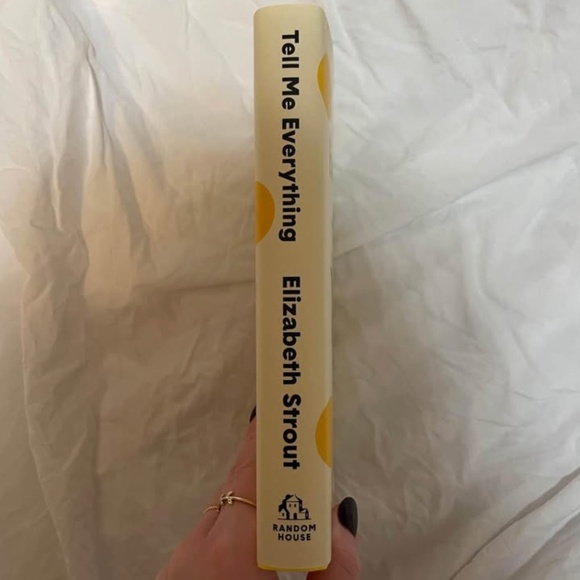 Tell Me Everything
Elizabeth Strout
RANDOM
HOUSE